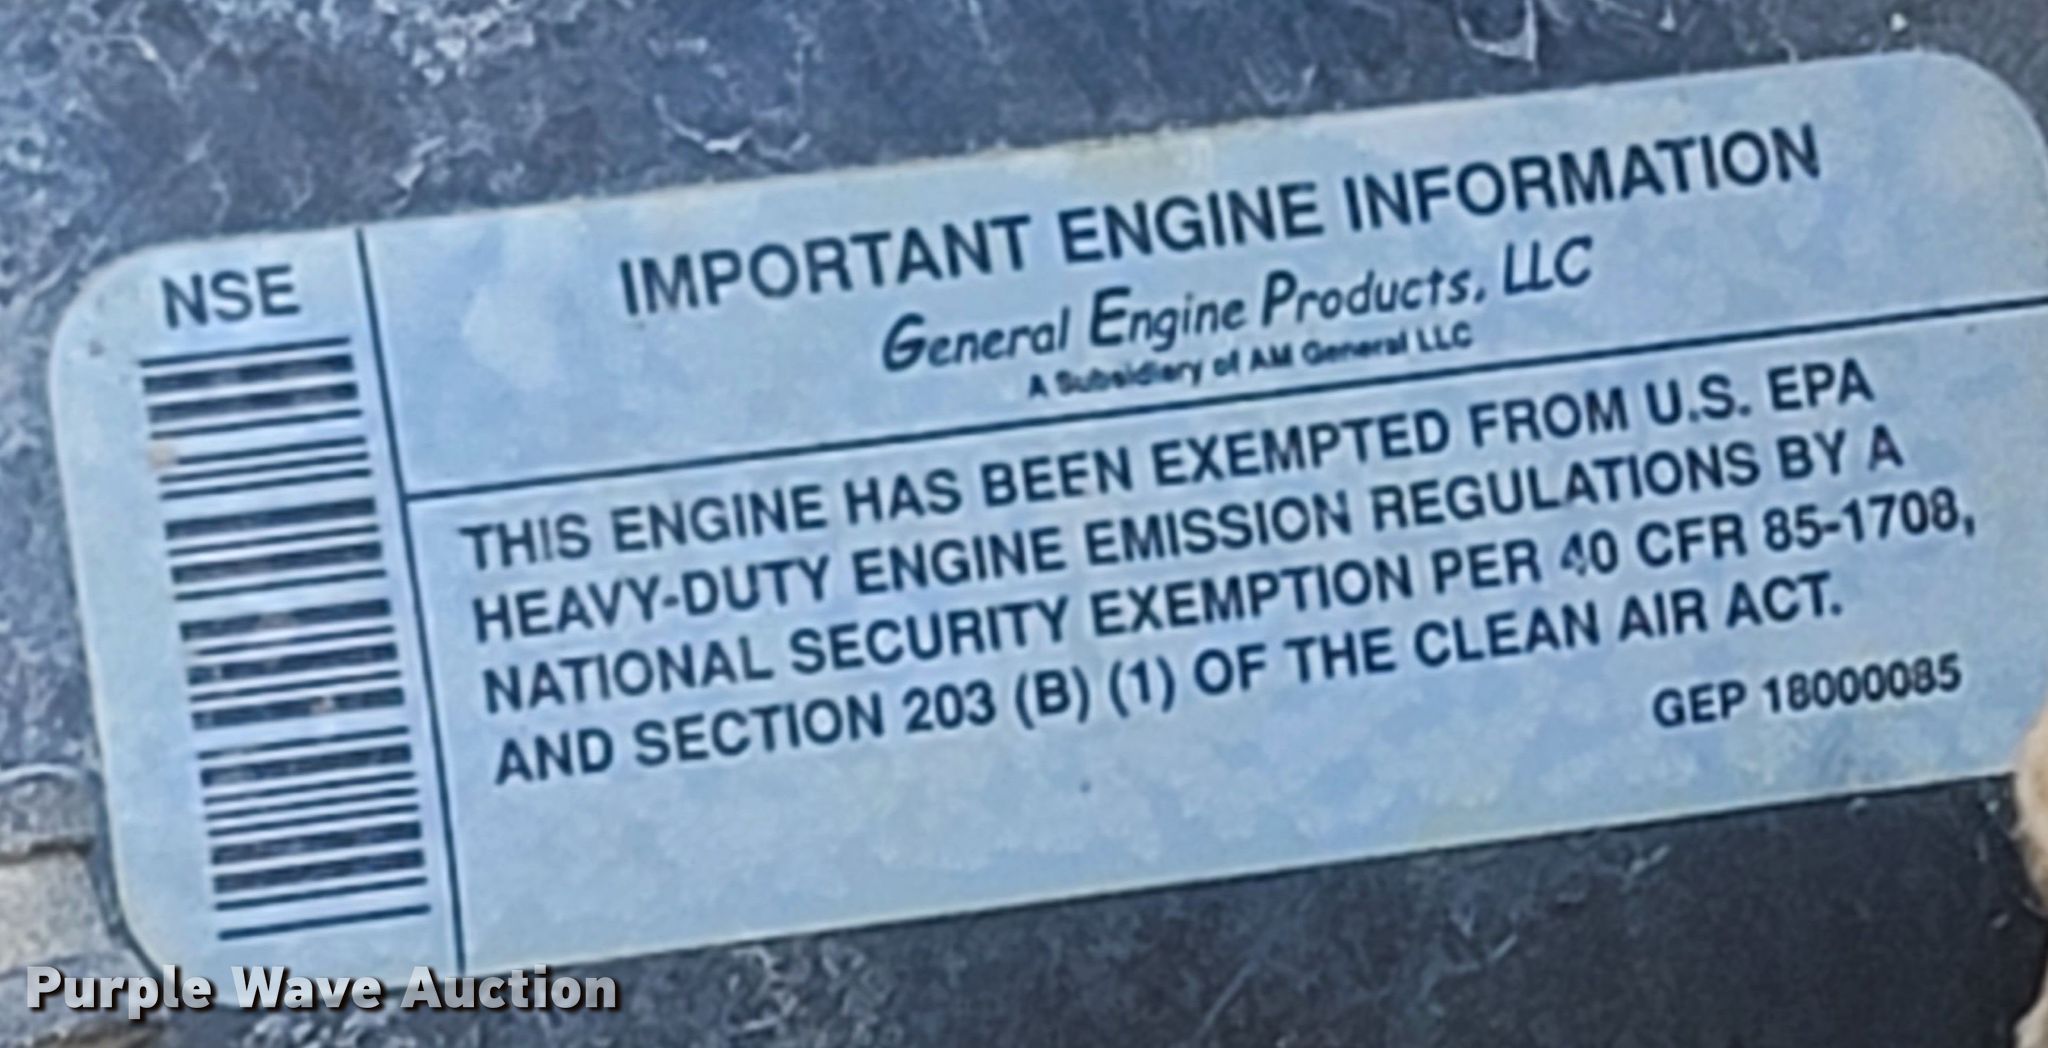 NSE
IMPORTANT ENGINE INFORMATION
General Engine Products, LLC
A Subsidiary of AM General LLC
THIS ENGINE HAS BEEN EXEMPTED FROM U.S. EPA
HEAVY-DUTY ENGINE EMISSION REGULATIONS BY A
NATIONAL SECURITY EXEMPTION PER 40 CFR 85-1708,
AND SECTION 203 (B) (1) OF THE CLEAN AIR ACT.
GEP 18000085
Purple Wave Auction